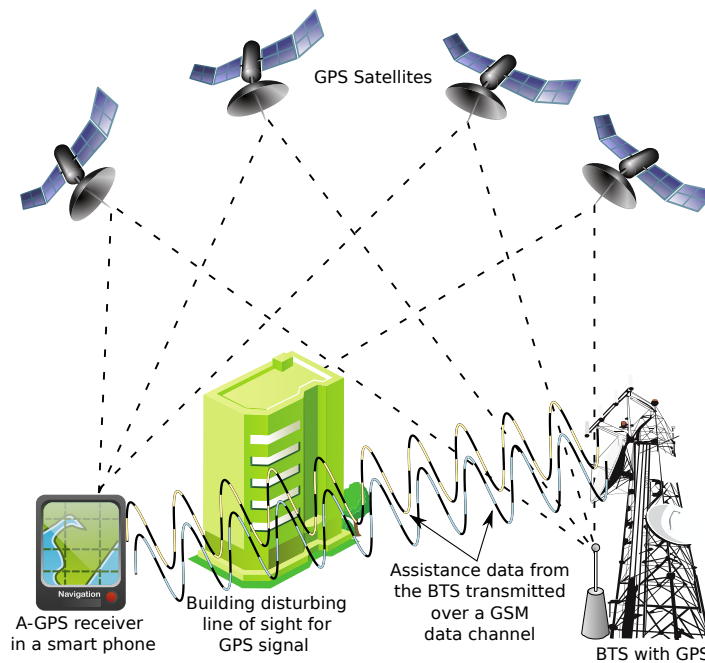 GPS Satellites
Navigation
A-GPS receiver
in a smart phone
Building disturbing
line of sight for
GPS signal
Assistance data from
the BTS transmitted
over a GSM
data channel
BTS with GPS